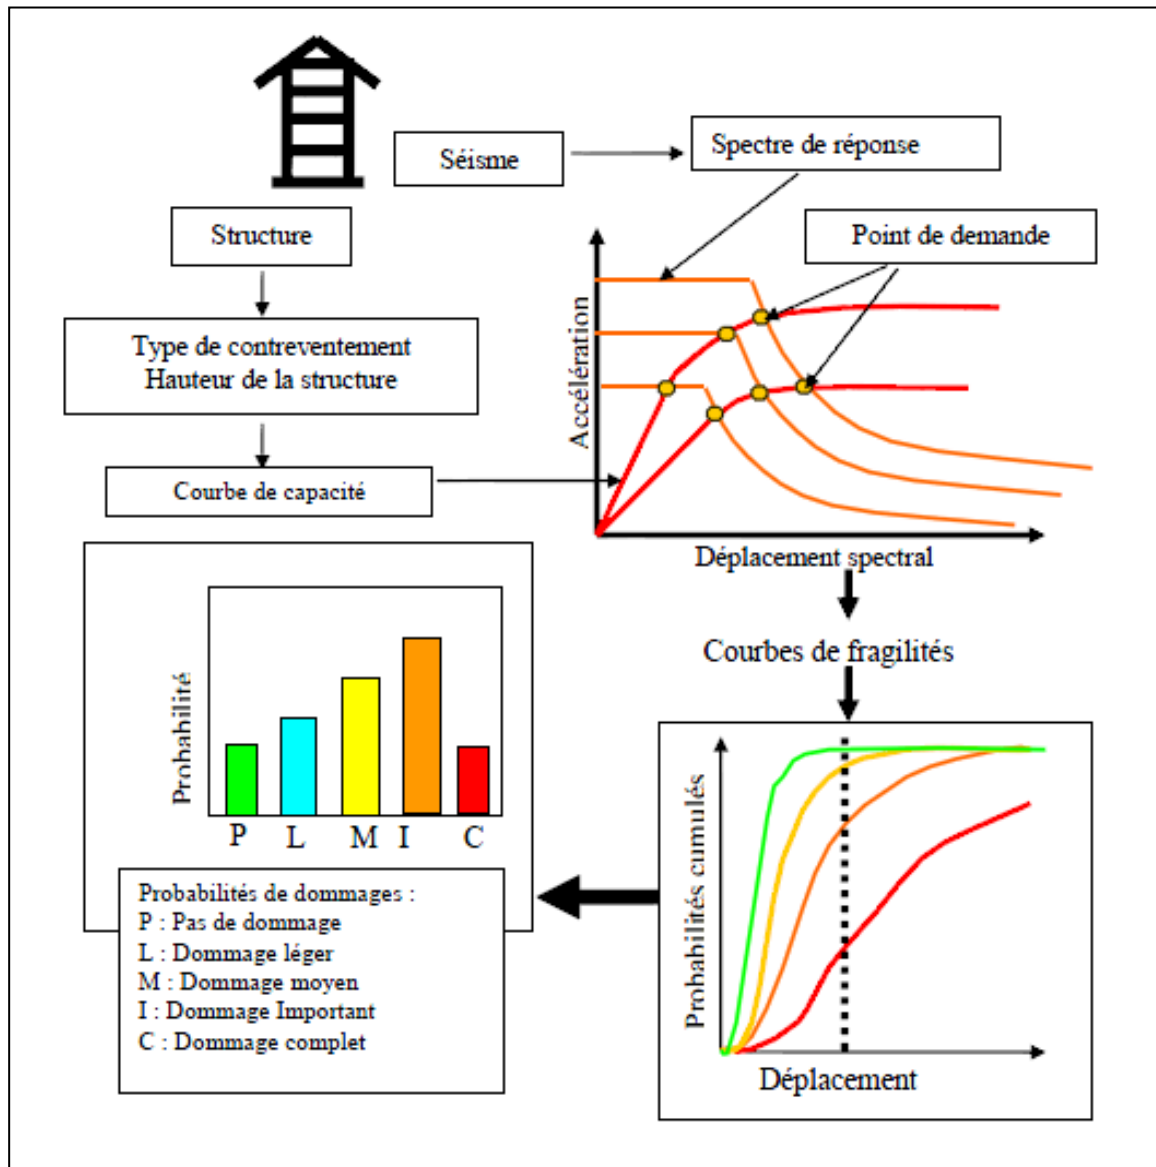 Séisme
Spectre de réponse
Structure
Point de demande
Type de contreventement
Hauteur de la structure
Accélération
Courbe de capacité
Déplacement spectral
Courbes de fragilités
Probabilité
P L M I C
Probabilités de dommages :
P : Pas de dommage
L : Dommage léger
M : Dommage moyen
I : Dommage Important
C : Dommage complet
Probabilités cumulés
Déplacement